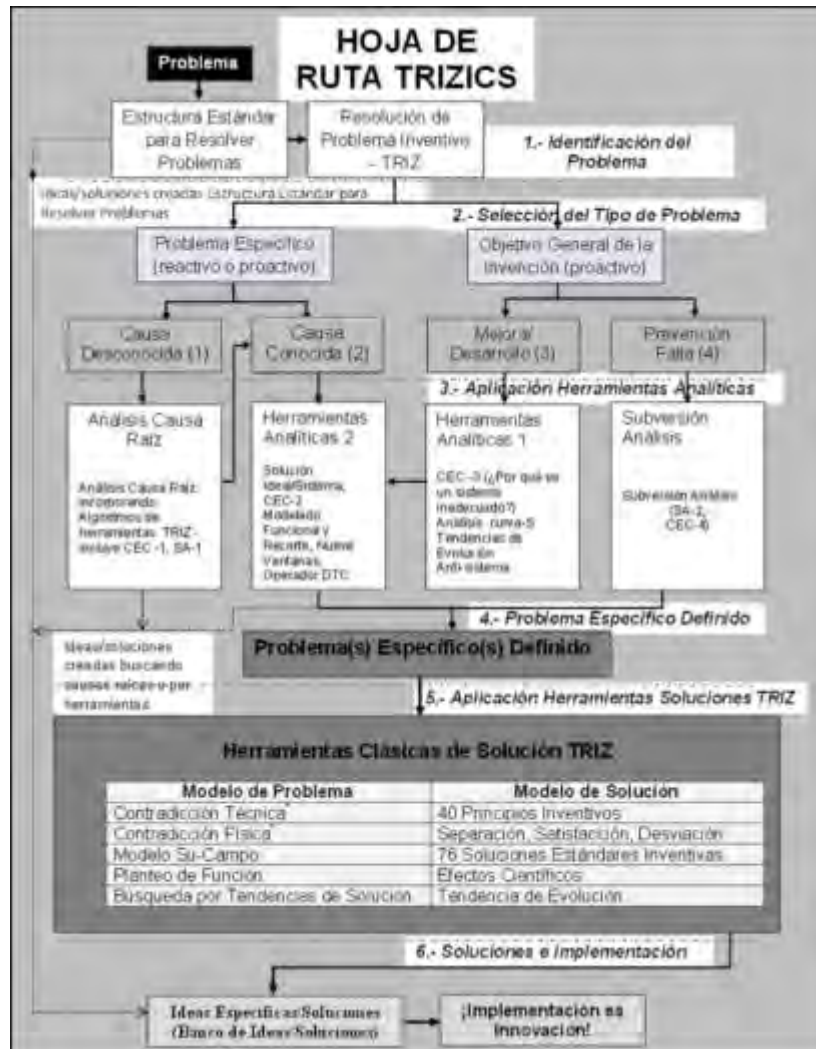 HOJA DE
RUTA TRIZICS
Problema
Estructura Estándar
para Resolver
Problemas
Resolución de
Problema Inventivo
- TRIZ
1.- Identificación del
Problema
Ideas/soluciones creadas Estructura Estándar para
Resolver Problemas
2.- Selección del Tipo de Problema
Problema Específico
(reactivo o proactivo)
Objetivo General de la
Invención (proactivo)
Causa
Desconocida (1)
Causa
Conocida (2)
Mejora/
Desarrollo (3)
Prevención
Falla (4)
3.- Aplicación Herramientas Analíticas
Análisis Causa
Raíz
Análisis Causa Raíz
incorporando
Algoritmos de
herramientas TRIZ-
incluye CEC -1, SA-1
Herramientas
Analíticas 2
Solución
Ideal/Sistema,
CEC-2
Modelado
Funcional y
Recorte, Nueve
Ventanas,
Operador DTC
Herramientas
Analíticas 1
CEC -3 (¿Por qué es
un sistema
inadecuado?)
Análisis curva-S
Tendencias de
Evolución
Anti-sistema
Subversión
Análisis
Subversión Análisis
(SA-2,
CEC-4)
4.- Problema Específico Definido
Ideas/soluciones
creadas buscando
causas raíces o por
herramientas
Problema(s) Específico(s) Definido
5.- Aplicación Herramientas Soluciones TRIZ
Herramientas Clásicas de Solución TRIZ
Modelo de Problema Modelo de Solución
Contradicción Técnica* 40 Principios Inventivos
Contradicción Física* Separación, Satisfacción, Desviación
Modelo Su-Campo 76 Soluciones Estándares Inventivas
Planteo de Función Efectos Científicos
Búsqueda por Tendencias de Solución Tendencia de Evolución
6.- Soluciones e Implementación
Ideas Específicas/Soluciones
(Banco de Ideas/Soluciones)
¡Implementación es
Innovación!